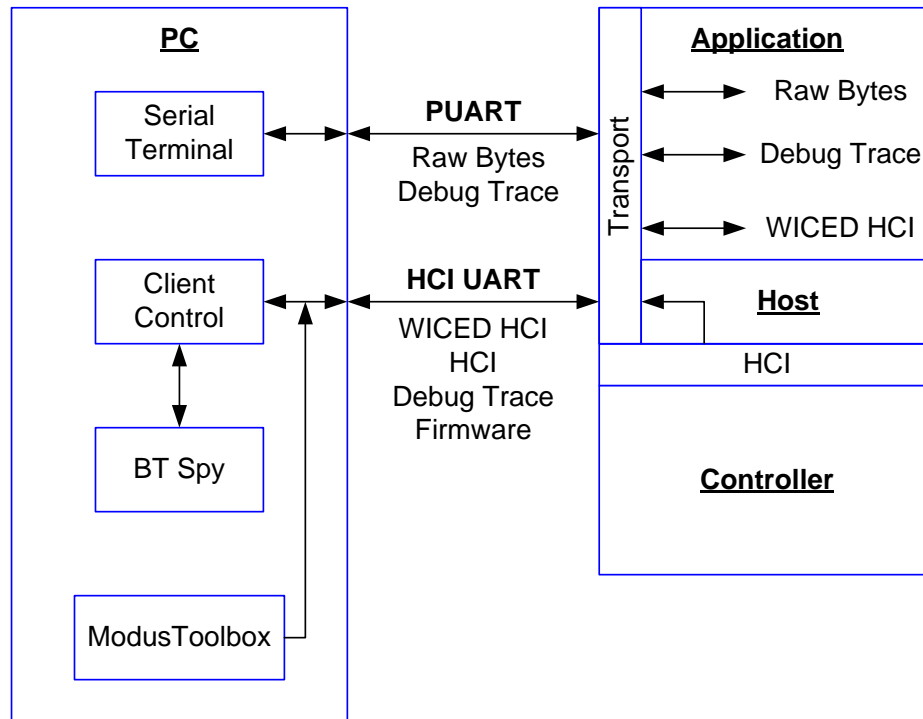 PC
Serial
Terminal
Client
Control
BT Spy
ModusToolbox
PUART
Raw Bytes
Debug Trace
HCI UART
WICED HCI
HCI
Debug Trace
Firmware
Transport
Application
Raw Bytes
Debug Trace
WICED HCI
Host
HCI
Controller